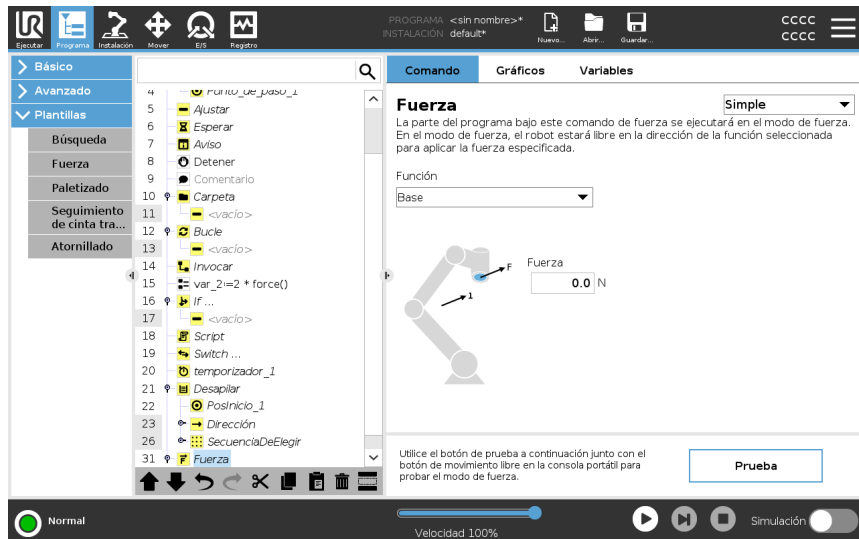 UR
Ejecutar
Programa
Instalación
Mover
E/S
Registro
PROGRAMA <sin nombre>*
INSTALACIÓN default*
Nuevo...
Abrir...
Guardar...
CCCC
CCCC
Básico
Avanzado
Plantillas
Búsqueda
Fuerza
Paletizado
Seguimiento
de cinta tra...
Atornillado
4 Punto_de_paso_1
5 Ajustar
6 Esperar
7 Aviso
8 Detener
9 Comentario
10 Carpeta
11 <vacío>
12 Bucle
13 <vacío>
14 Invocar
15 var_2:=2 * force()
16 If ...
17 <vacío>
18 Script
19 Switch ...
20 temporizador_1
21 Desapilar
22 PosInicio_1
23 Dirección
26 SecuenciaDeElegir
31 Fuerza
Comando
Gráficos
Variables
Fuerza
Simple
La parte del programa bajo este comando de fuerza se ejecutará en el modo de fuerza.
En el modo de fuerza, el robot estará libre en la dirección de la función seleccionada
para aplicar la fuerza especificada.
Función
Base
F
1
Fuerza
0.0 N
Utilice el botón de prueba a continuación junto con el
botón de movimiento libre en la consola portátil para
probar el modo de fuerza.
Prueba
Normal
Velocidad 100%
Simulación